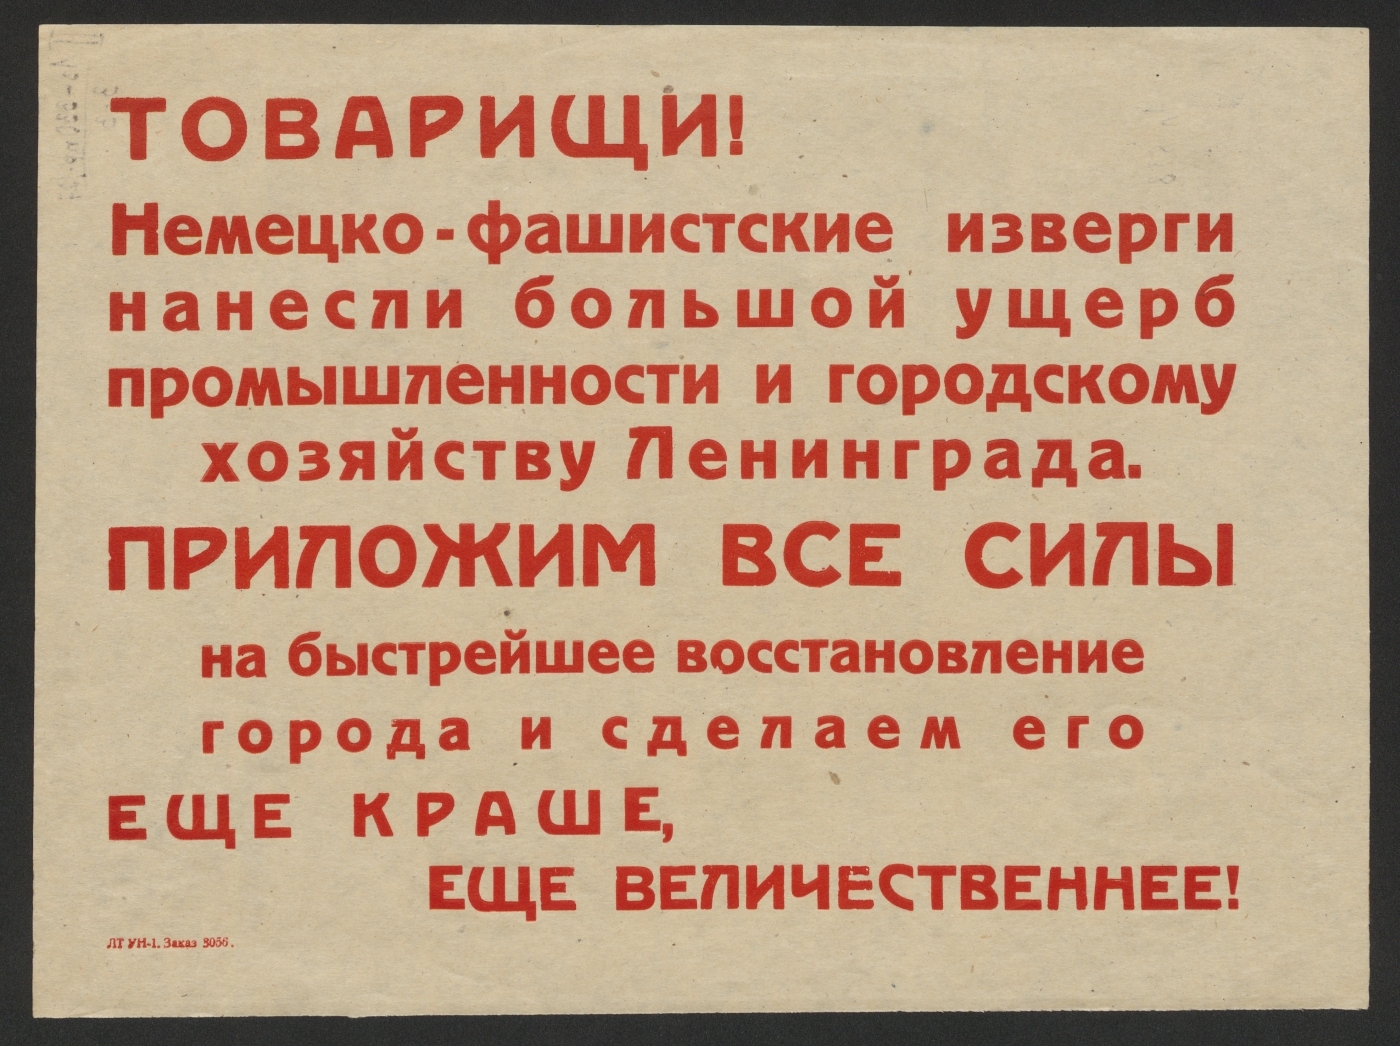 ТОВАРИЩИ!
Немецко-фашистские изверги
нанесли большой ущерб
промышленности и городскому
хозяйству Ленинграда.
ПРИЛОЖИМ ВСЕ СИЛЫ
на быстрейшее восстановление
города и сделаем его
ЕЩЕ КРАШЕ,
ЕЩЕ ВЕЛИЧЕСТВЕННЕЕ!
ЛТ УН-1. Заказ 3056.